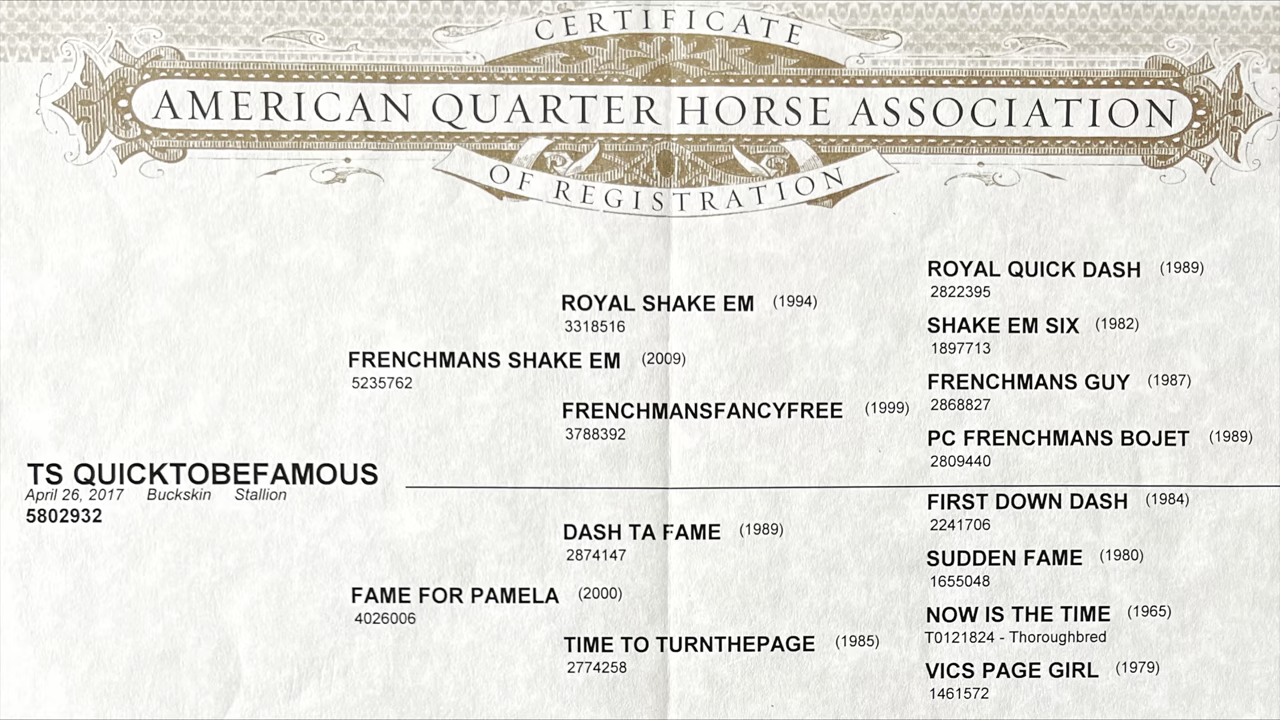 CERTIFICATE
AMERICAN QUARTER HORSE ASSOCIATION
OF REGISTRATION
ROYAL QUICK DASH (1989)
2822395
ROYAL SHAKE EM (1994)
3318516
SHAKE EM SIX (1982)
1897713
FRENCHMANS SHAKE EM (2009)
5235762
FRENCHMANS GUY (1987)
2868827
FRENCHMANSFANCYFREE (1999)
3788392
PC FRENCHMANS BOJET (1989)
2809440
TS QUICKTOBEFAMOUS
April 26, 2017 Buckskin Stallion
5802932
FIRST DOWN DASH (1984)
2241706
DASH TA FAME (1989)
2874147
SUDDEN FAME (1980)
1655048
FAME FOR PAMELA (2000)
4026006
NOW IS THE TIME (1965)
T0121824 - Thoroughbred
TIME TO TURNTHEPAGE (1985)
2774258
VICS PAGE GIRL (1979)
1461572